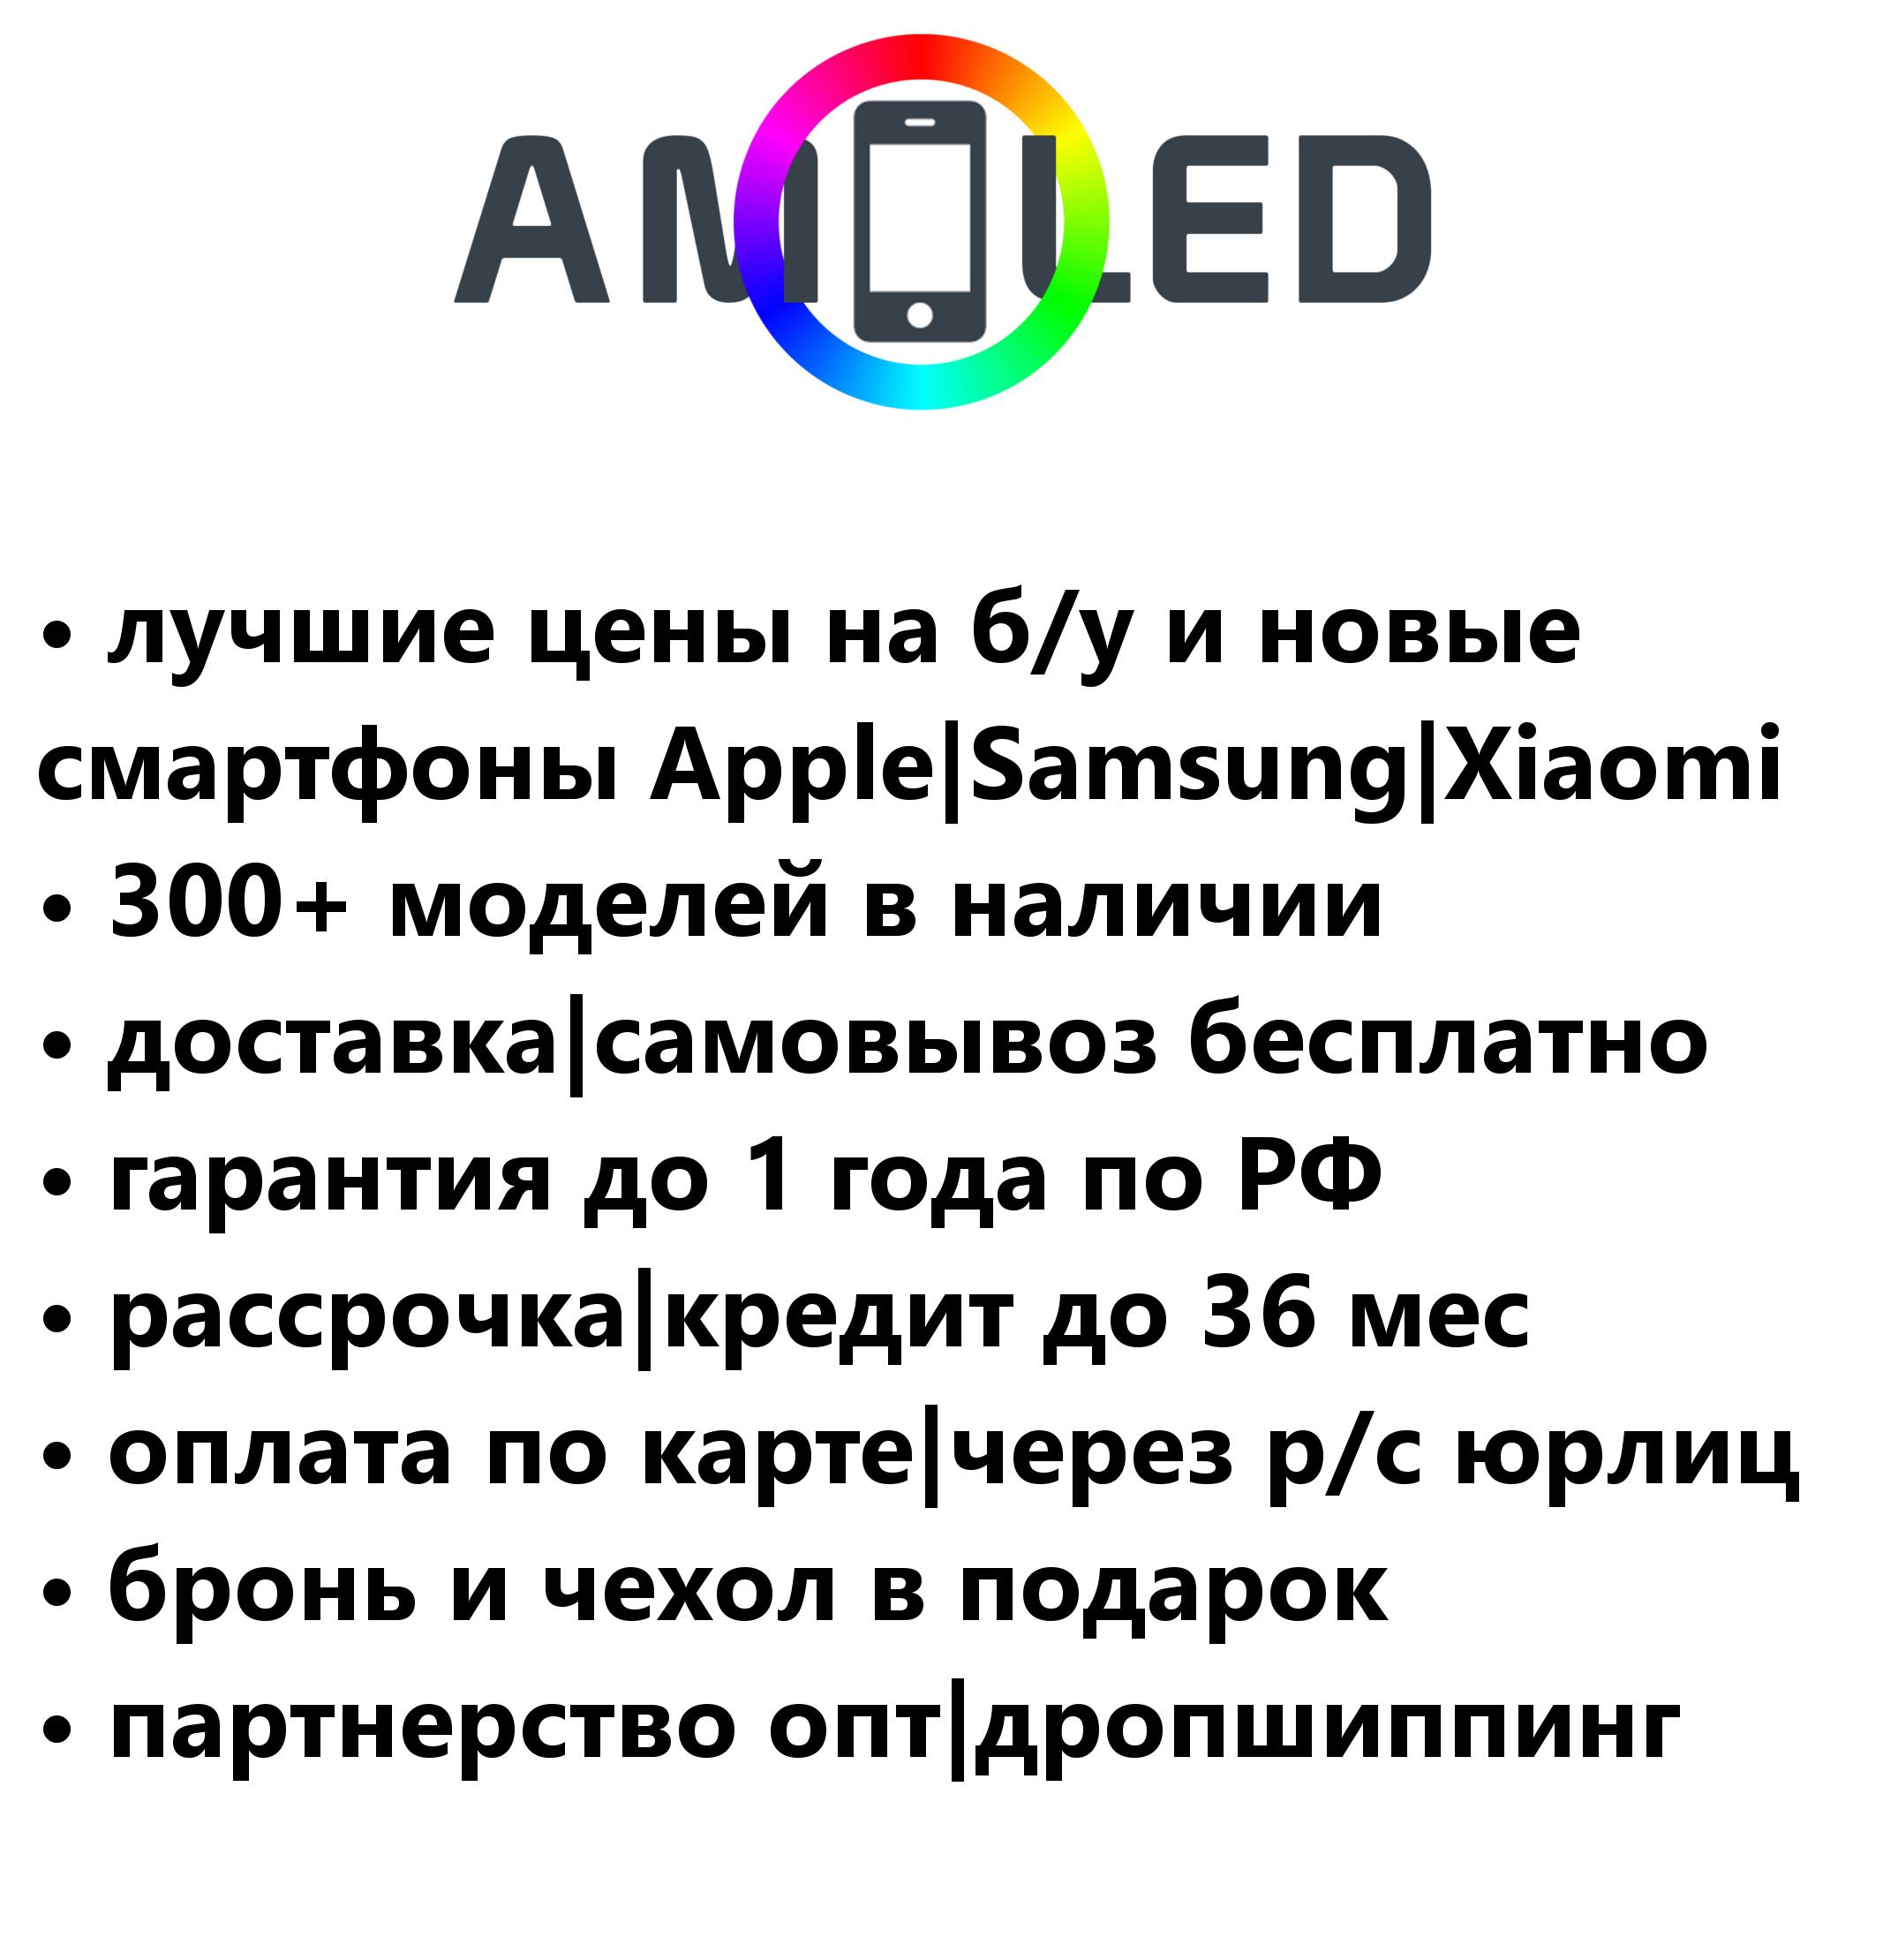 AMOLED
• лучшие цены на б/у и новые
смартфоны Apple|Samsung|Xiaomi
• 300+ моделей в наличии
• доставка|самовывоз бесплатно
• гарантия до 1 года по РФ
• рассрочка|кредит до 36 мес
• оплата по карте|через р/с юрлиц
• бронь и чехол в подарок
• партнерство опт|дропшиппинг